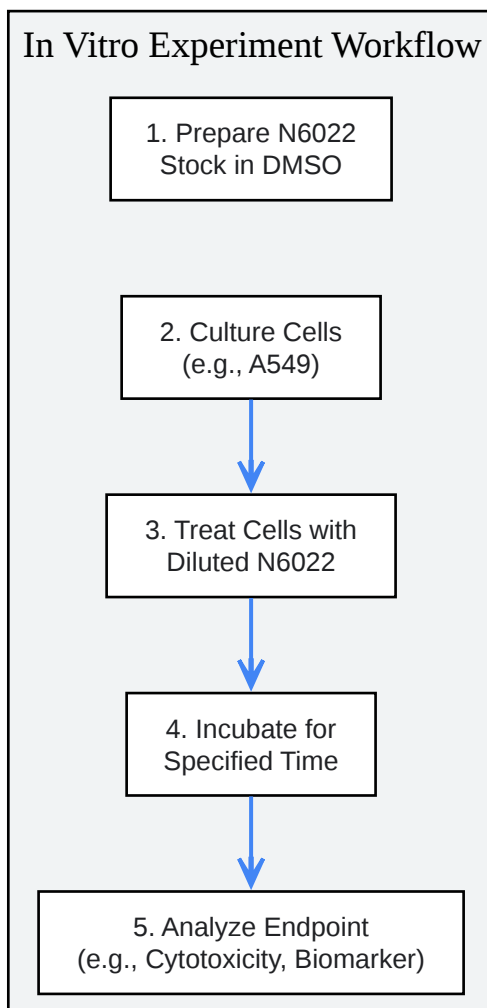 In Vitro Experiment Workflow
1. Prepare N6022
Stock in DMSO
2. Culture Cells
(e.g., A549)
3. Treat Cells with
Diluted N6022
4. Incubate for
Specified Time
5. Analyze Endpoint
(e.g., Cytotoxicity, Biomarker)